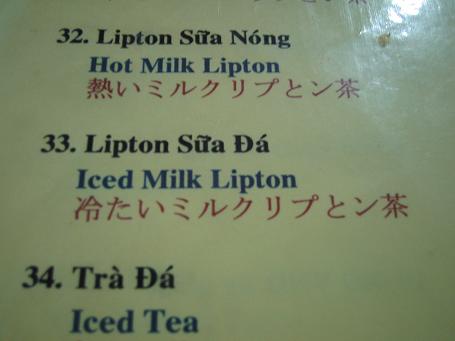 32. Lipton Sữa Nóng
Hot Milk Lipton
熱いミルクリプとン茶
33. Lipton Sữa Đá
Iced Milk Lipton
冷たいミルクリプとン茶
34. Trà Đá
Iced Tea